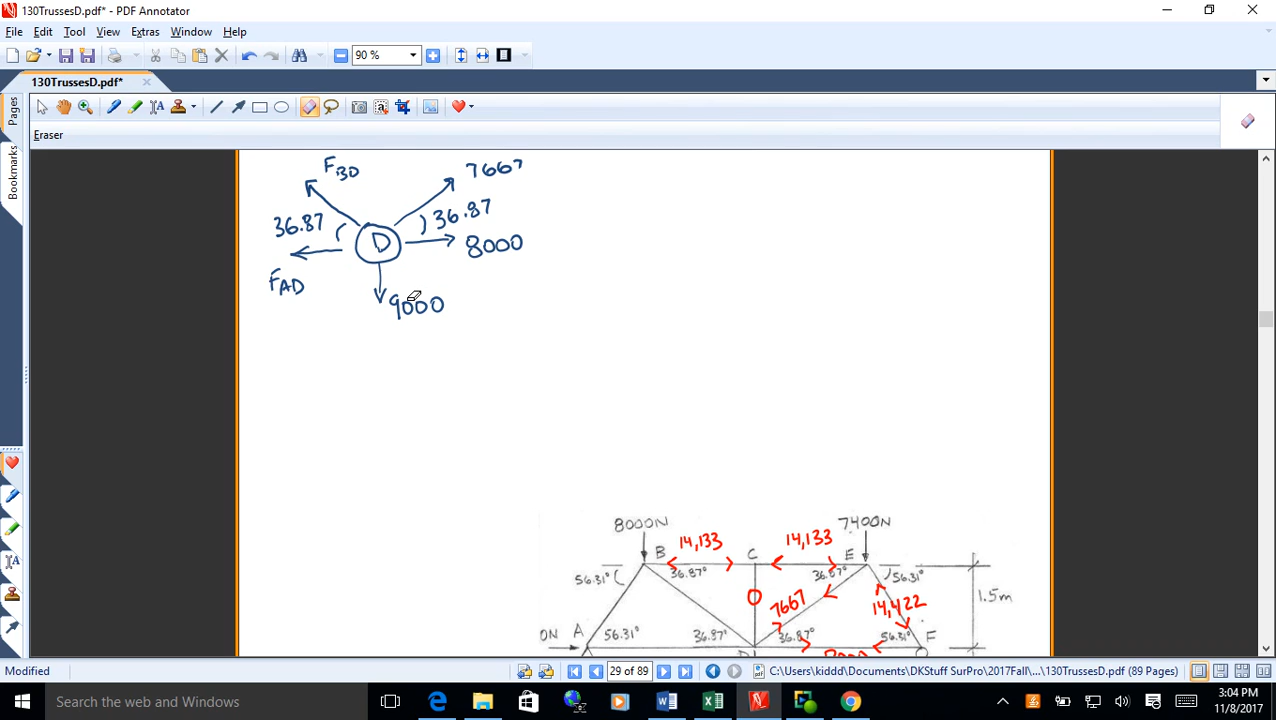 130TrussesD.pdf* - PDF Annotator
File Edit Tool View Extras Window Help
90 %
130TrussesD.pdf*
Pages
Bookmarks
Eraser
FBD
7667
36.87
36.87
D
8000
FAD
9000
8000N
7400N
14,133
14,133
B
C
E
56.31°
36.87°
36.87°
56.31°
0
7667
14,422
1.5m
0N
A
56.31°
36.87°
36.87°
56.31°
F
Modified
29 of 89
C:\Users\kiddd\Documents\DKStuff SurPro\2017Fall\...\130TrussesD.pdf (89 Pages)
Search the web and Windows
3:04 PM
11/8/2017